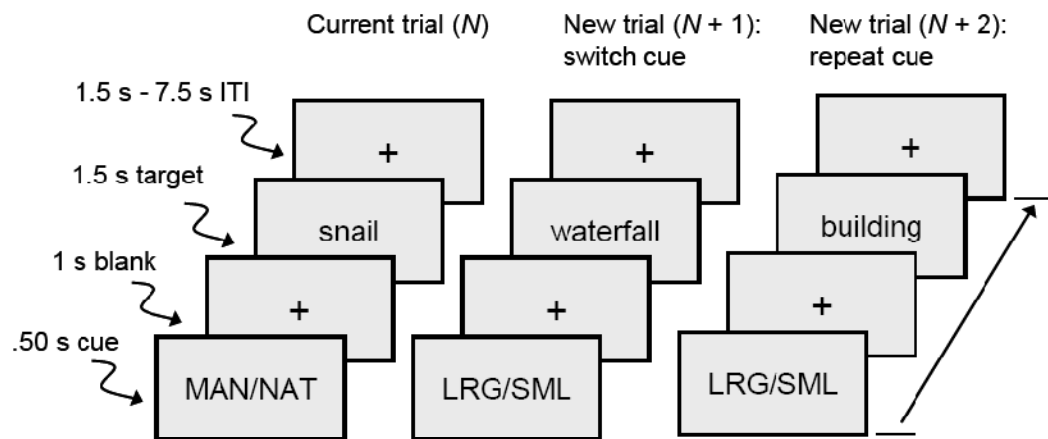 Current trial (N)
New trial (N + 1):
switch cue
New trial (N + 2):
repeat cue
1.5 s - 7.5 s ITI
+
+
+
1.5 s target
snail
waterfall
building
1 s blank
+
+
+
.50 s cue
MAN/NAT
LRG/SML
LRG/SML